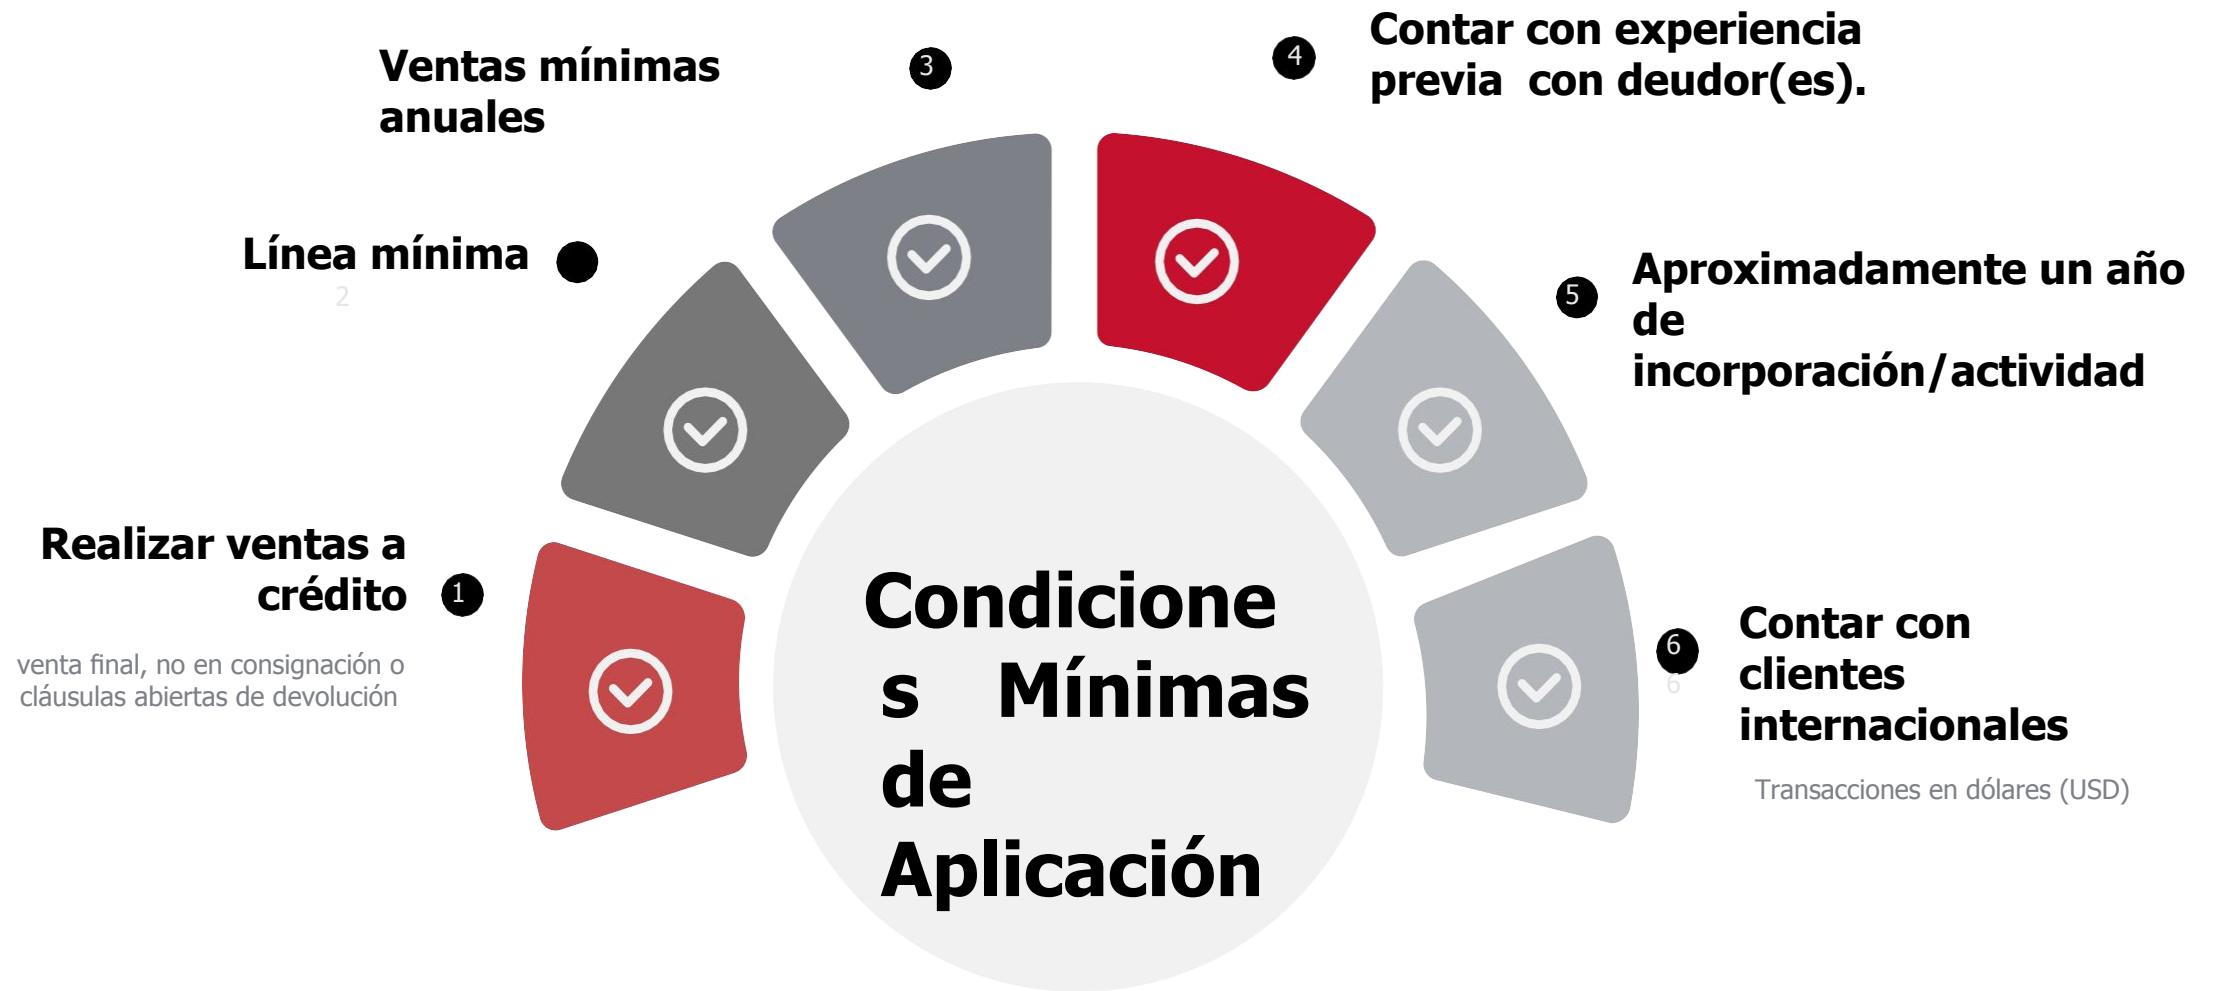 Realizar ventas a
crédito
1
venta final, no en consignación o
cláusulas abiertas de devolución
Línea mínima
2
Ventas mínimas
anuales
3
4
Contar con experiencia
previa con deudor(es).
5
Aproximadamente un año
de
incorporación/actividad
6
6
Contar con
clientes
internacionales
Transacciones en dólares (USD)
Condicione
s Mínimas
de
Aplicación